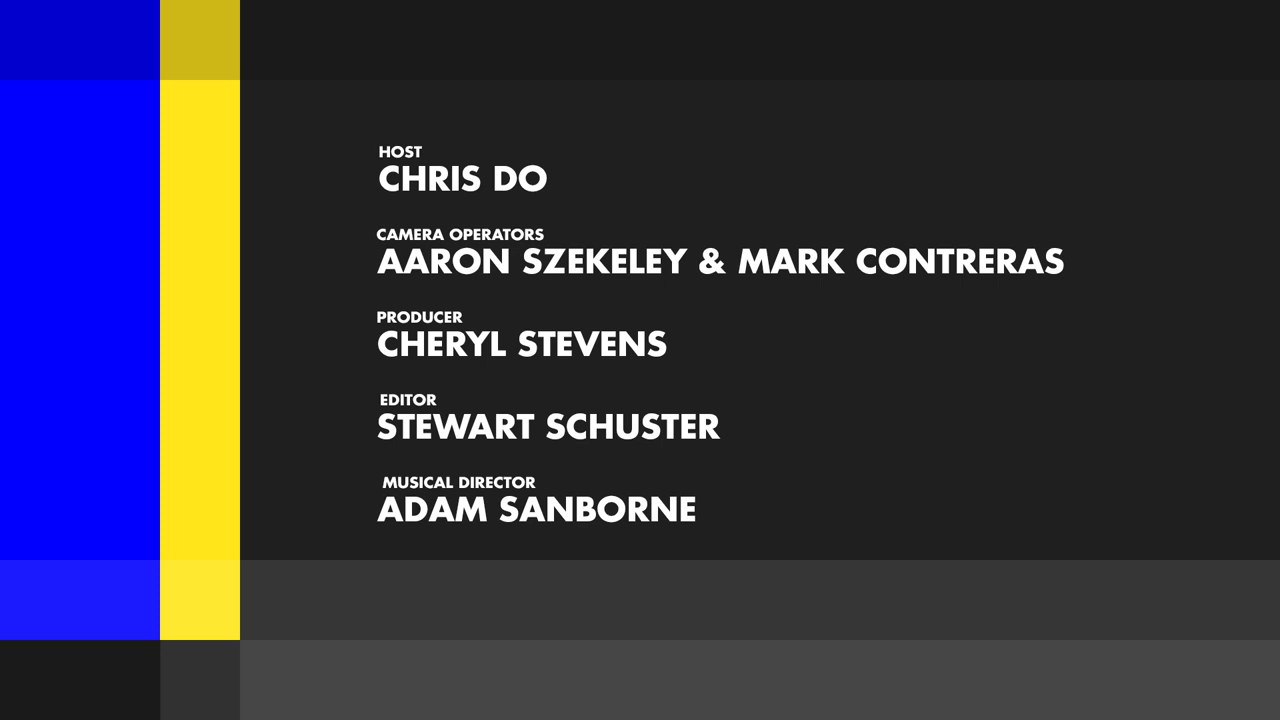 HOST
CHRIS DO
CAMERA OPERATORS
AARON SZEKELEY & MARK CONTRERAS
PRODUCER
CHERYL STEVENS
EDITOR
STEWART SCHUSTER
MUSICAL DIRECTOR
ADAM SANBORNE